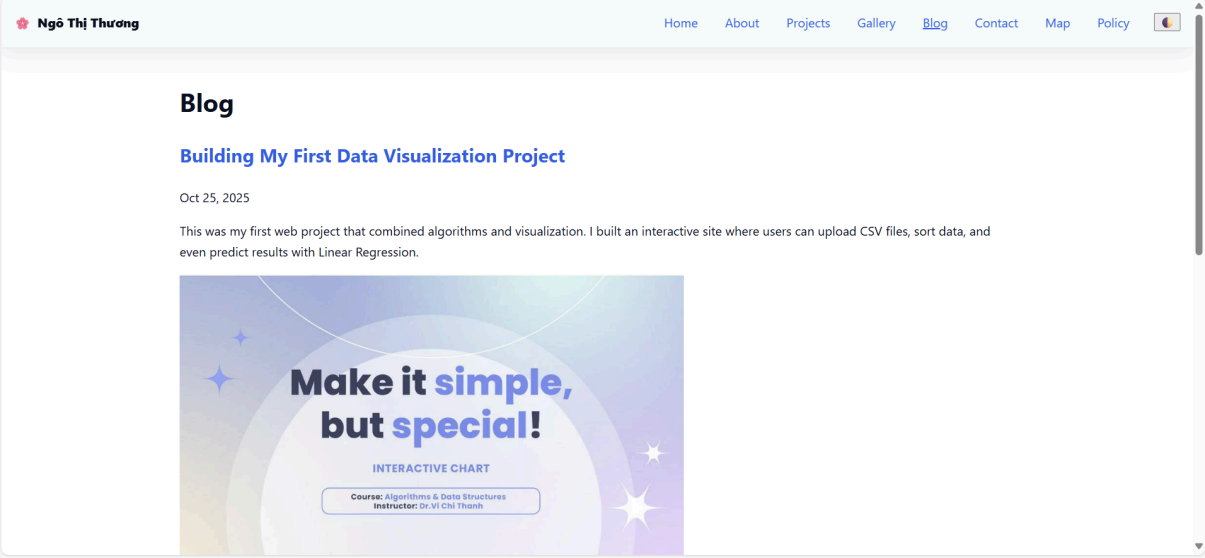 Ngô Thị Thương
Home About Projects Gallery Blog Contact Map Policy
Blog
Building My First Data Visualization Project
Oct 25, 2025
This was my first web project that combined algorithms and visualization. I built an interactive site where users can upload CSV files, sort data, and
even predict results with Linear Regression.
Make it simple,
but special!
INTERACTIVE CHART
Course: Algorithms & Data Structures
Instructor: Dr.Vi Chi Thanh